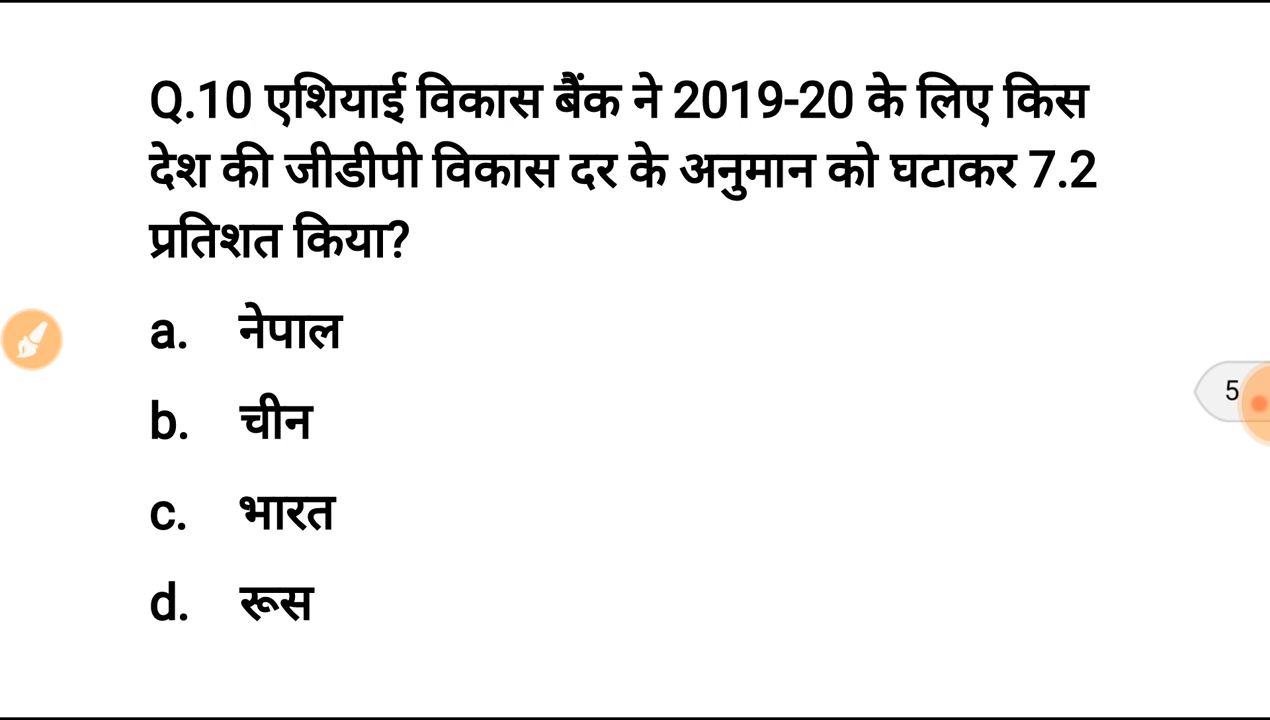 Q.10 एशियाई विकास बैंक ने 2019-20 के लिए किस
देश की जीडीपी विकास दर के अनुमान को घटाकर 7.2
प्रतिशत किया?
a. नेपाल
b. चीन
5
c. भारत
d. रूस